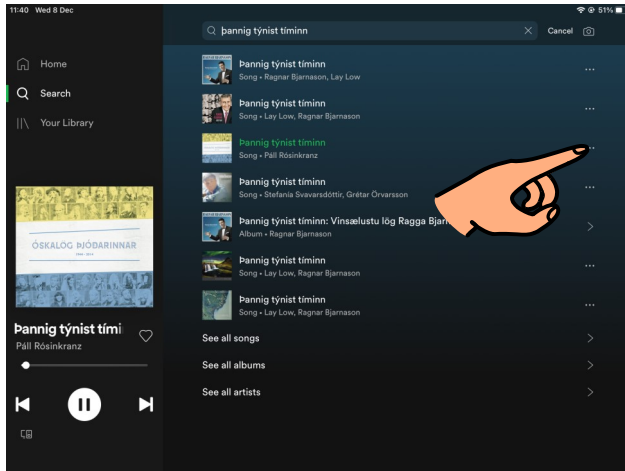 11:40 Wed 8 Dec
51%
þannig týnist tíminn
Cancel
Home
Search
Your Library
Þannig týnist tíminn
Song • Ragnar Bjarnason, Lay Low
Þannig týnist tíminn
Song • Lay Low, Ragnar Bjarnason
Þannig týnist tíminn
Song • Páll Rósinkranz
Þannig týnist tíminn
Song • Stefanía Svavarsdóttir, Grétar Örvarsson
Þannig týnist tíminn: Vinsælustu lög Ragga Bjar
Album • Ragnar Bjarnason
Þannig týnist tíminn
Song • Lay Low, Ragnar Bjarnason
Þannig týnist tíminn
Song • Lay Low, Ragnar Bjarnason
See all songs
See all albums
See all artists
ÓSKALÖG ÞJÓÐARINNAR
Þannig týnist tími
Páll Rósinkranz